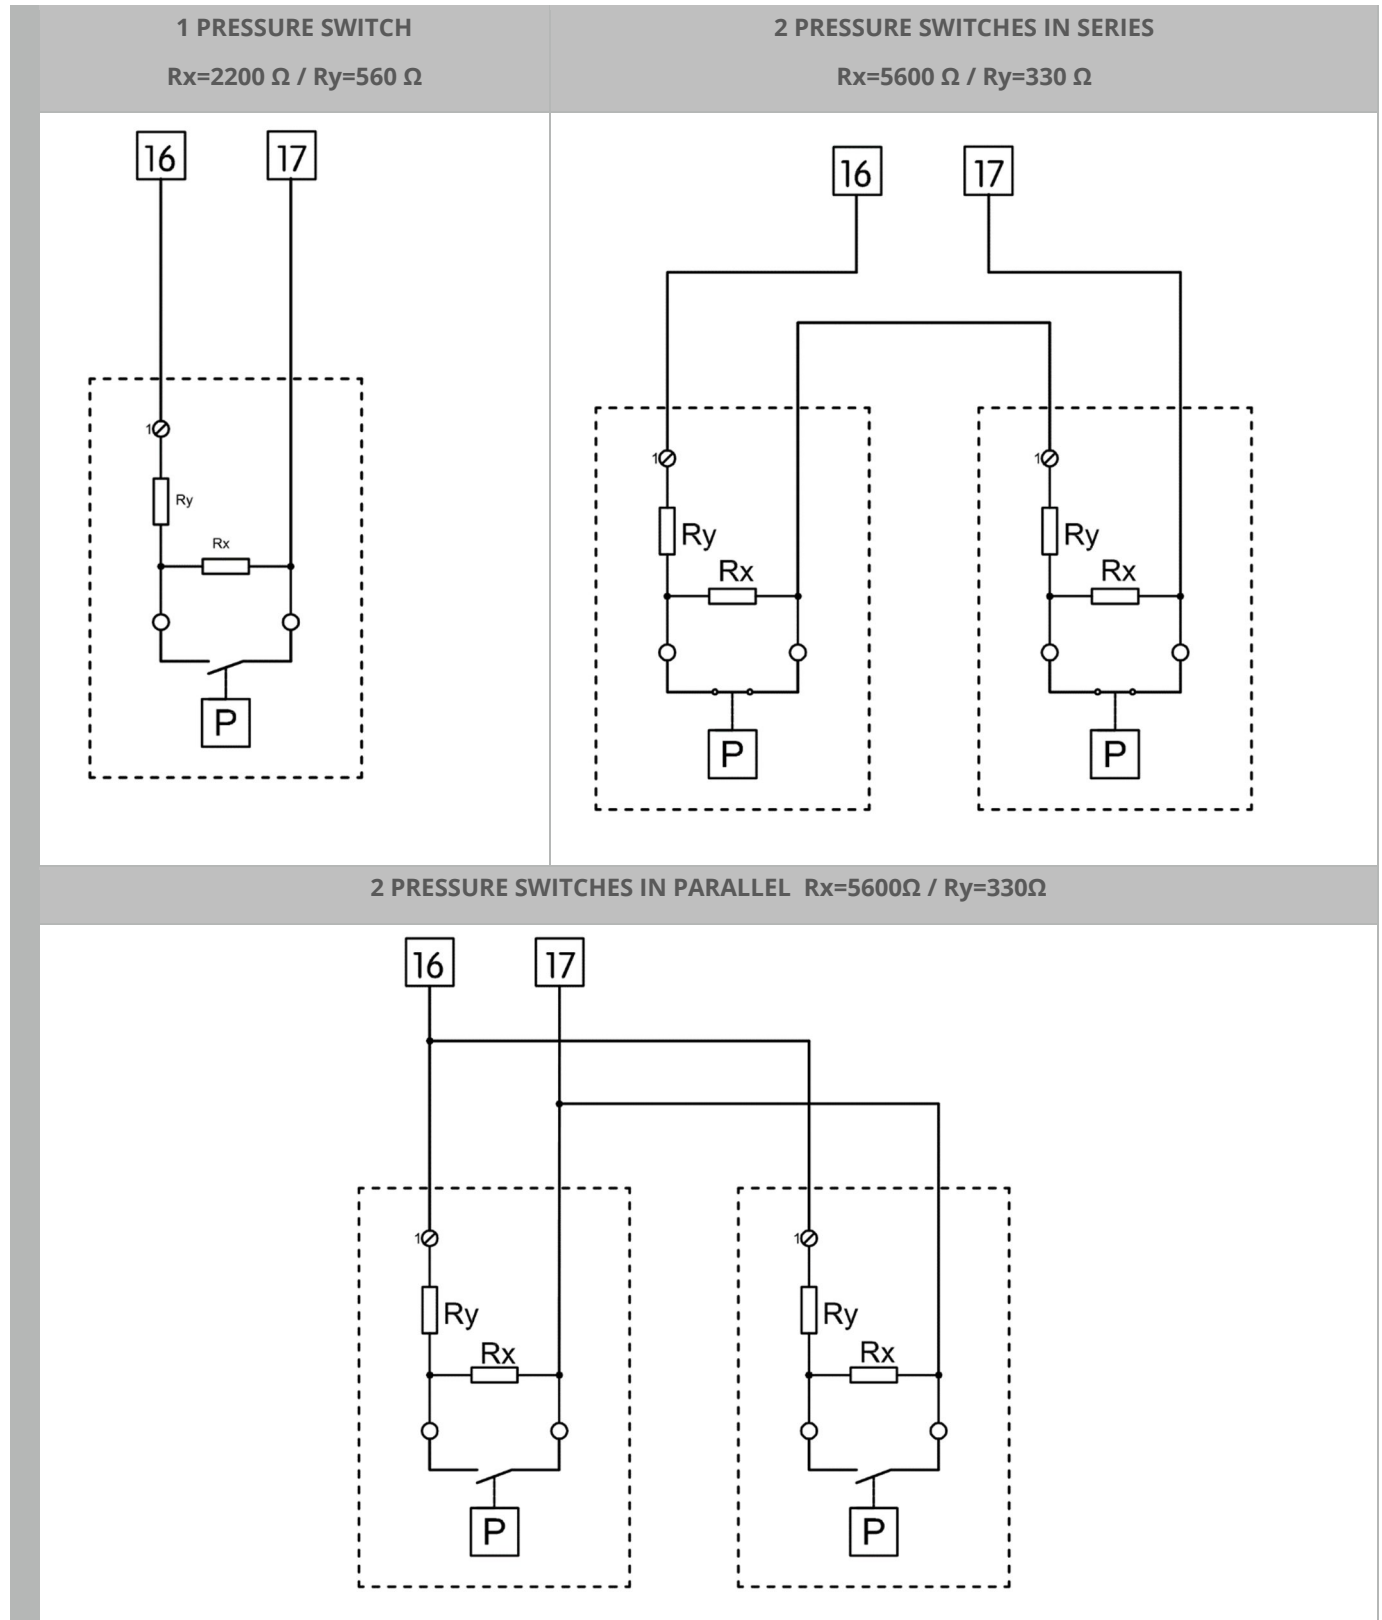 1 PRESSURE SWITCH
Rx=2200 Ω / Ry=560 Ω
2 PRESSURE SWITCHES IN SERIES
Rx=5600 Ω / Ry=330 Ω
16 17
1
Ry
Rx
P
16 17
1 1
Ry Ry
Rx Rx
P P
2 PRESSURE SWITCHES IN PARALLEL Rx=5600Ω / Ry=330Ω
16 17
1 1
Ry Ry
Rx Rx
P P